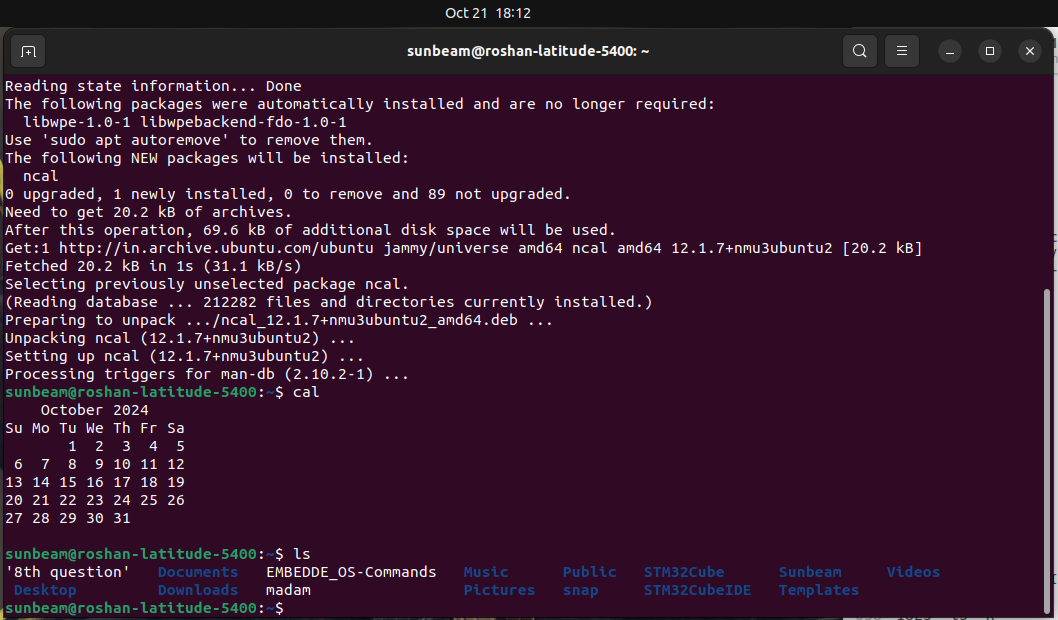 Oct 21  18:12
sunbeam@roshan-latitude-5400: ~
Reading state information... Done
The following packages were automatically installed and are no longer required:
  libwpe-1.0-1 libwpebackend-fdo-1.0-1
Use 'sudo apt autoremove' to remove them.
The following NEW packages will be installed:
  ncal
0 upgraded, 1 newly installed, 0 to remove and 89 not upgraded.
Need to get 20.2 kB of archives.
After this operation, 69.6 kB of additional disk space will be used.
Get:1 http://in.archive.ubuntu.com/ubuntu jammy/universe amd64 ncal amd64 12.1.7+nmu3ubuntu2 [20.2 kB]
Fetched 20.2 kB in 1s (31.1 kB/s)
Selecting previously unselected package ncal.
(Reading database ... 212282 files and directories currently installed.)
Preparing to unpack .../ncal_12.1.7+nmu3ubuntu2_amd64.deb ...
Unpacking ncal (12.1.7+nmu3ubuntu2) ...
Setting up ncal (12.1.7+nmu3ubuntu2) ...
Processing triggers for man-db (2.10.2-1) ...
sunbeam@roshan-latitude-5400:~$ cal
    October 2024
Su Mo Tu We Th Fr Sa
       1  2  3  4  5
 6  7  8  9 10 11 12
13 14 15 16 17 18 19
20 21 22 23 24 25 26
27 28 29 30 31
sunbeam@roshan-latitude-5400:~$ ls
'8th question'   Documents   EMBEDDE_OS-Commands   Music      Public   STM32Cube      Sunbeam     Videos
 Desktop         Downloads   madam                 Pictures   snap     STM32CubeIDE   Templates
sunbeam@roshan-latitude-5400:~$